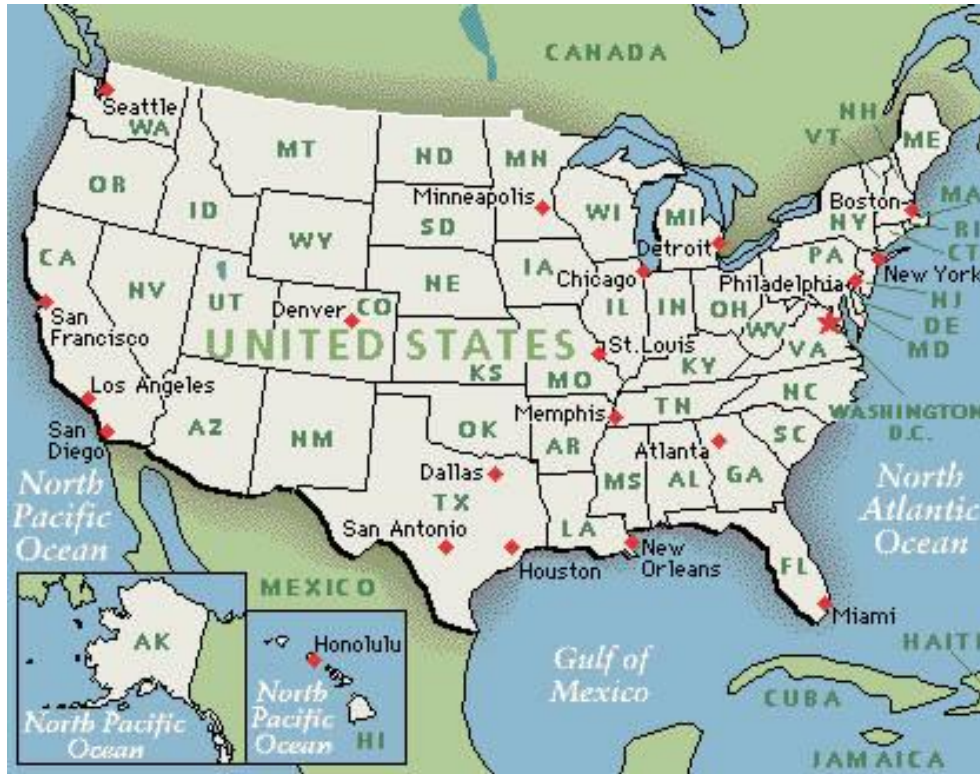 CANADA
Seattle
WA
MT
ND
MN
NH
VT
ME
OR
ID
Minneapolis
WI
MI
Boston
MA
NY
RI
SD
WY
Detroit
CT
CA
NV
UT
NE
IA
Chicago
PA
New York
Philadelphia
NJ
Denver
CO
IL
IN
OH
WV
DE
San
Francisco
UNITED STATES
St. Louis
VA
MD
KS
MO
KY
Los Angeles
Memphis
TN
NC
WASHINGTON
D.C.
San
Diego
AZ
NM
OK
AR
Atlanta
SC
North
Pacific
Ocean
Dallas
TX
MS
AL
GA
North
Atlantic
Ocean
San Antonio
LA
Houston
New
Orleans
FL
MEXICO
Miami
AK
North Pacific
Ocean
Honolulu
North
Pacific
Ocean
HI
Gulf of
Mexico
HAITI
CUBA
JAMAICA